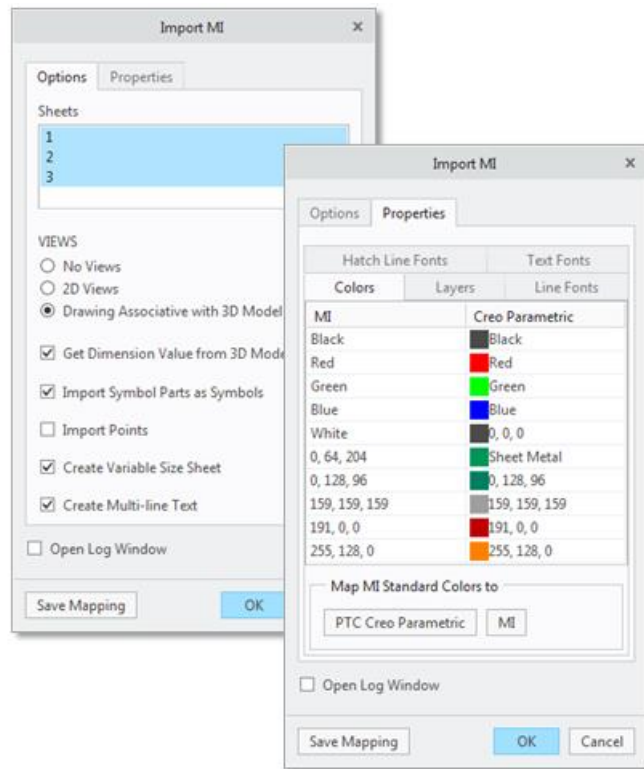 Import MI
Options Properties
Sheets
1
2
3
VIEWS
No Views
2D Views
Drawing Associative with 3D Model
Get Dimension Value from 3D Mode
Import Symbol Parts as Symbols
Import Points
Create Variable Size Sheet
Create Multi-line Text
Open Log Window
Save Mapping OK
Import MI
Options Properties
Hatch Line Fonts Text Fonts
Colors Layers Line Fonts
MI Creo Parametric
Black Black
Red Red
Green Green
Blue Blue
White 0, 0, 0
0, 64, 204 Sheet Metal
0, 128, 96 0, 128, 96
159, 159, 159 159, 159, 159
191, 0, 0 191, 0, 0
255, 128, 0 255, 128, 0
Map MI Standard Colors to
PTC Creo Parametric MI
Open Log Window
Save Mapping OK Cancel